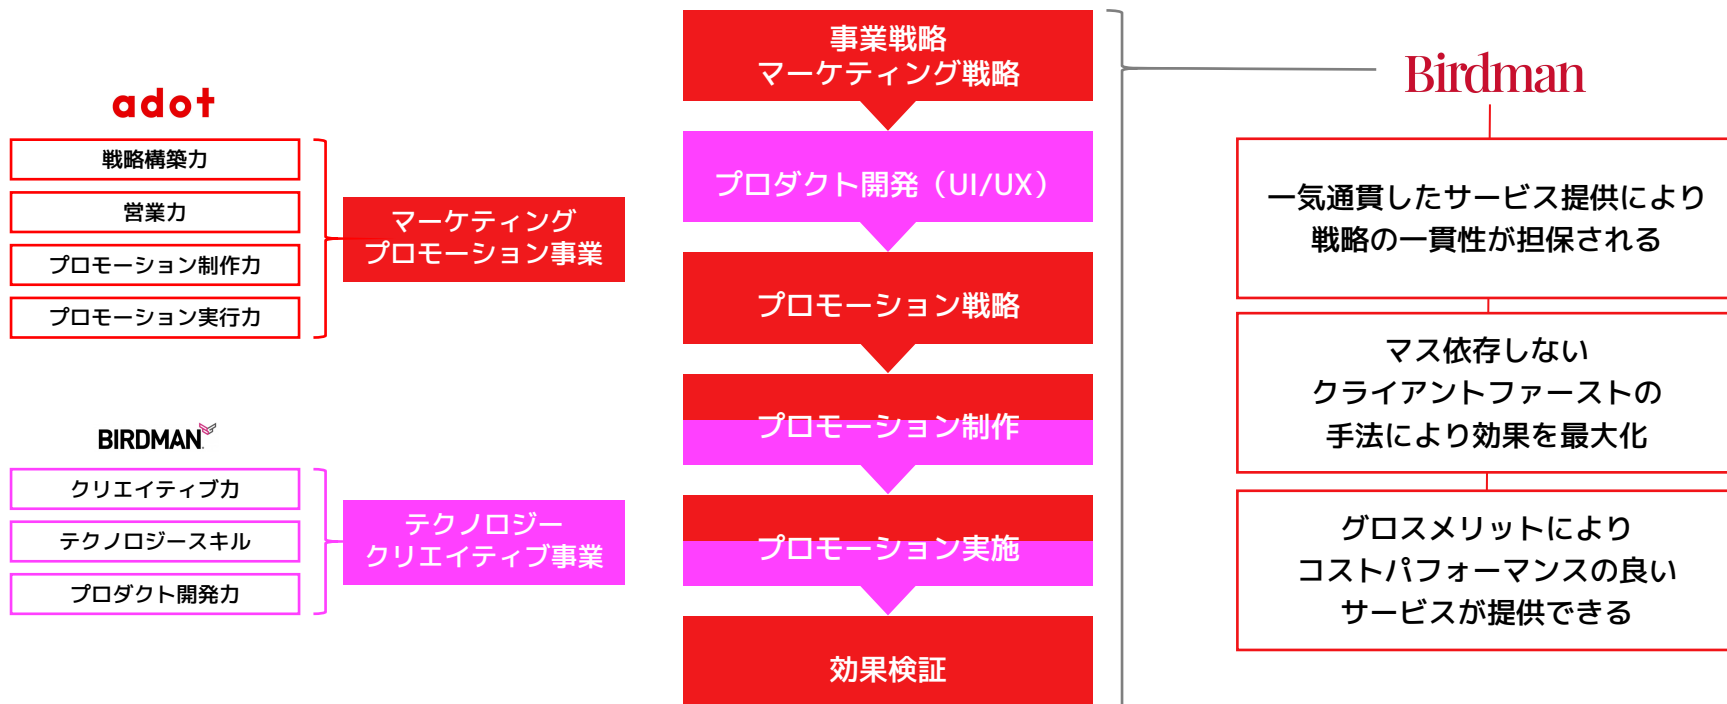 adot
戦略構築力
営業力
プロモーション制作力
プロモーション実行力
マーケティング
プロモーション事業
BIRDMAN
クリエイティブ力
テクノロジースキル
プロダクト開発力
テクノロジー
クリエイティブ事業
事業戦略
マーケティング戦略
プロダクト開発（UI/UX）
プロモーション戦略
プロモーション制作
プロモーション実施
効果検証
Birdman
一気通貫したサービス提供により
戦略の一貫性が担保される
マス依存しない
クライアントファーストの
手法により効果を最大化
グロスメリットにより
コストパフォーマンスの良い
サービスが提供できる